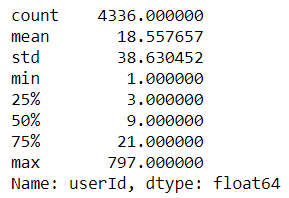 count    4336.000000
mean       18.557657
std        38.630452
min         1.000000
25%         3.000000
50%         9.000000
75%        21.000000
max       797.000000
Name: userId, dtype: float64